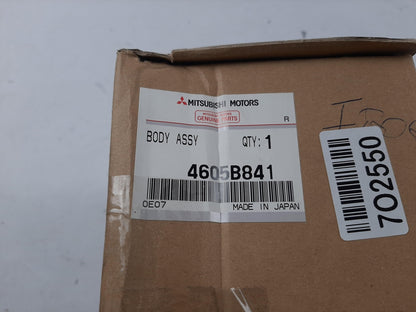 MITSUBISHI MOTORS
GENUINE PARTS
R
BODY ASSY QTY: 1
4605B841
0E07 MADE IN JAPAN
702550